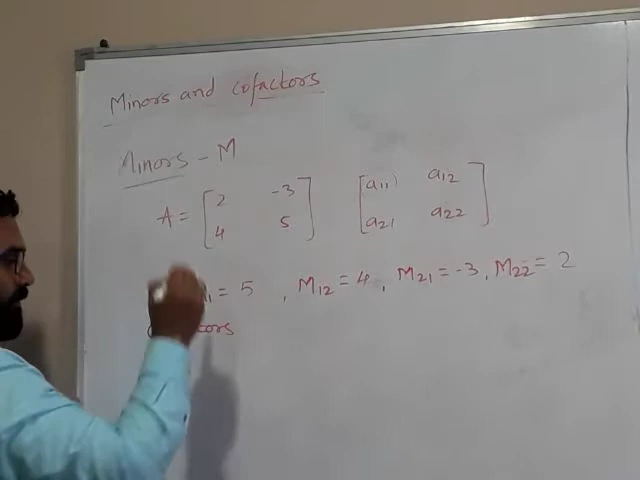 Minors and cofactors
Minors - M
A = [2 -3 [a11 a12
4 5] a21 a22]
= 5 , M12 = 4 , M21 = -3 , M22 = 2